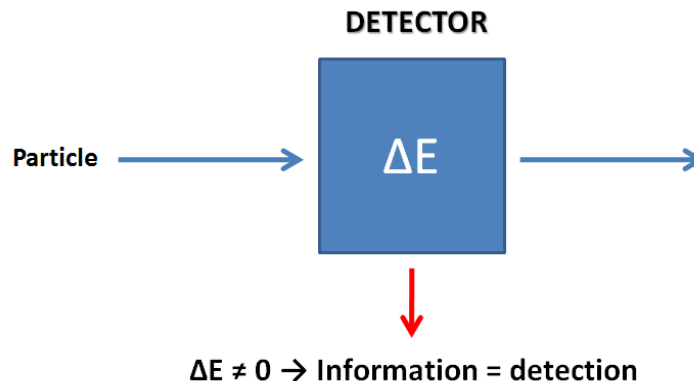 DETECTOR
Particle
ΔE
ΔE ≠ 0 → Information = detection